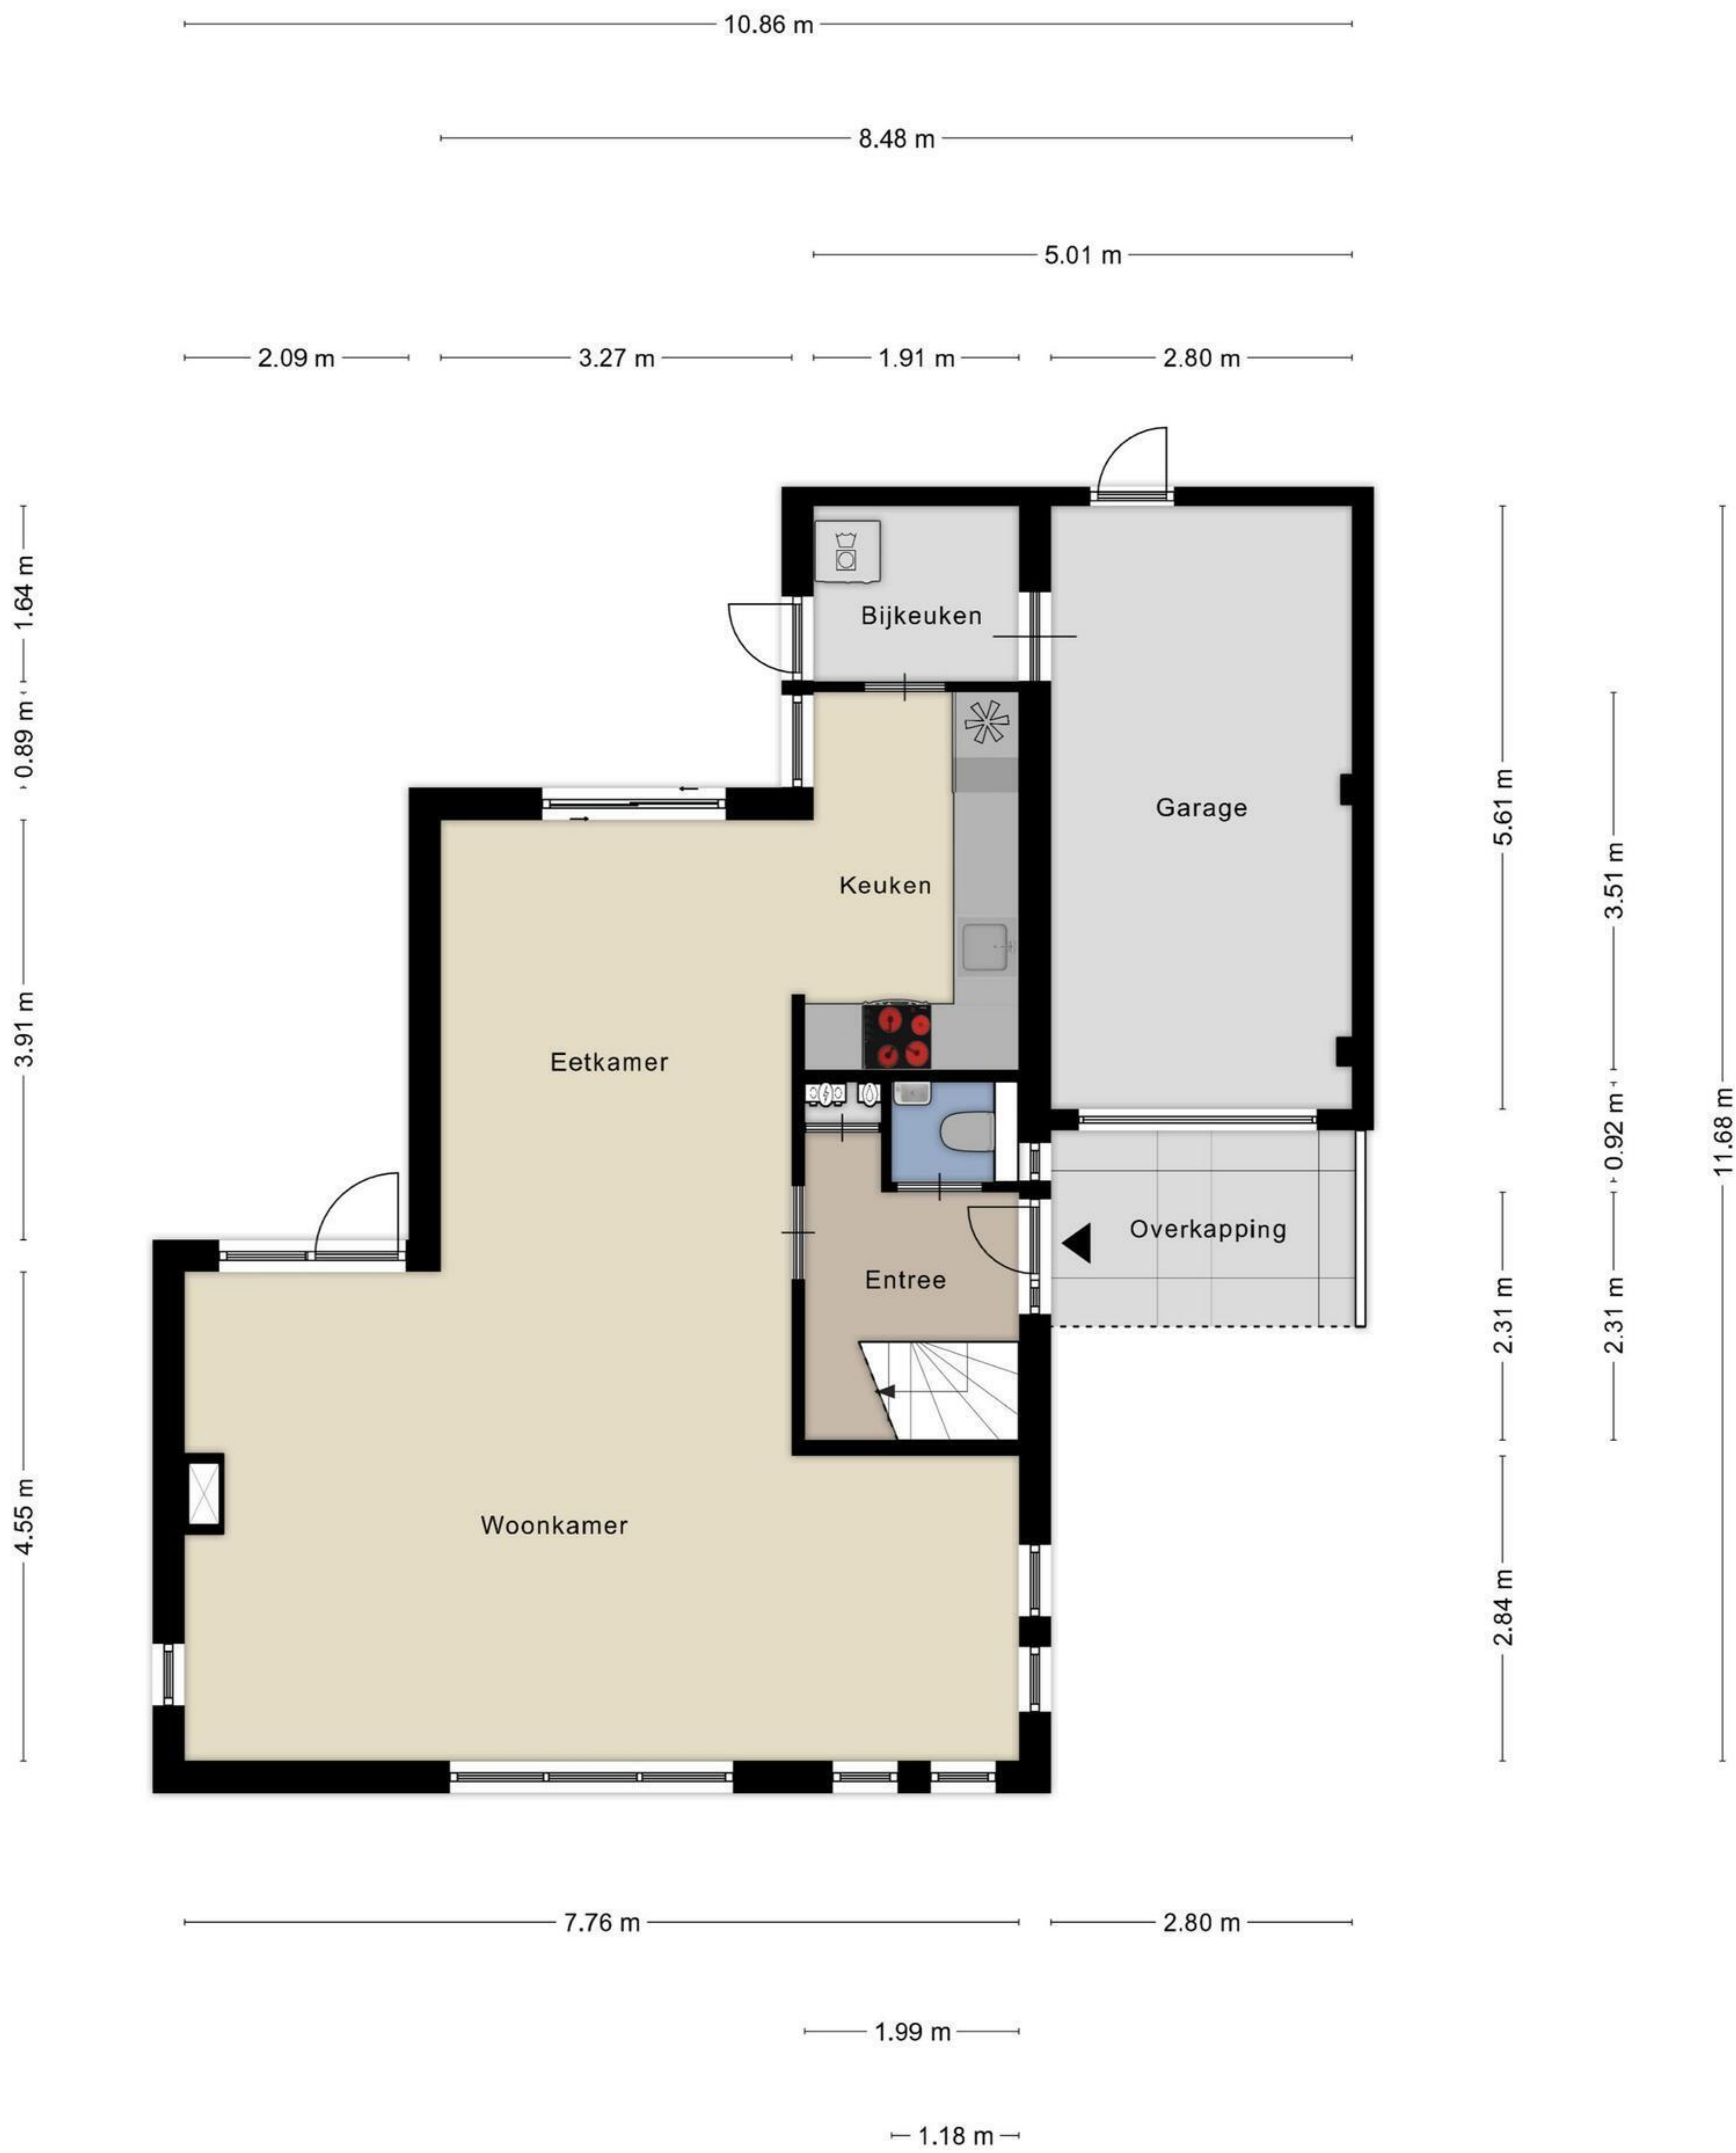 10.86 m
8.48 m
5.01 m
2.09 m
3.27 m
1.91 m
2.80 m
1.64 m
0.89 m
3.91 m
4.55 m
Bijkeuken
Garage
Keuken
Eetkamer
Overkapping
Entree
Woonkamer
5.61 m
2.31 m
2.84 m
3.51 m
0.92 m
2.31 m
11.68 m
7.76 m
2.80 m
1.99 m
1.18 m